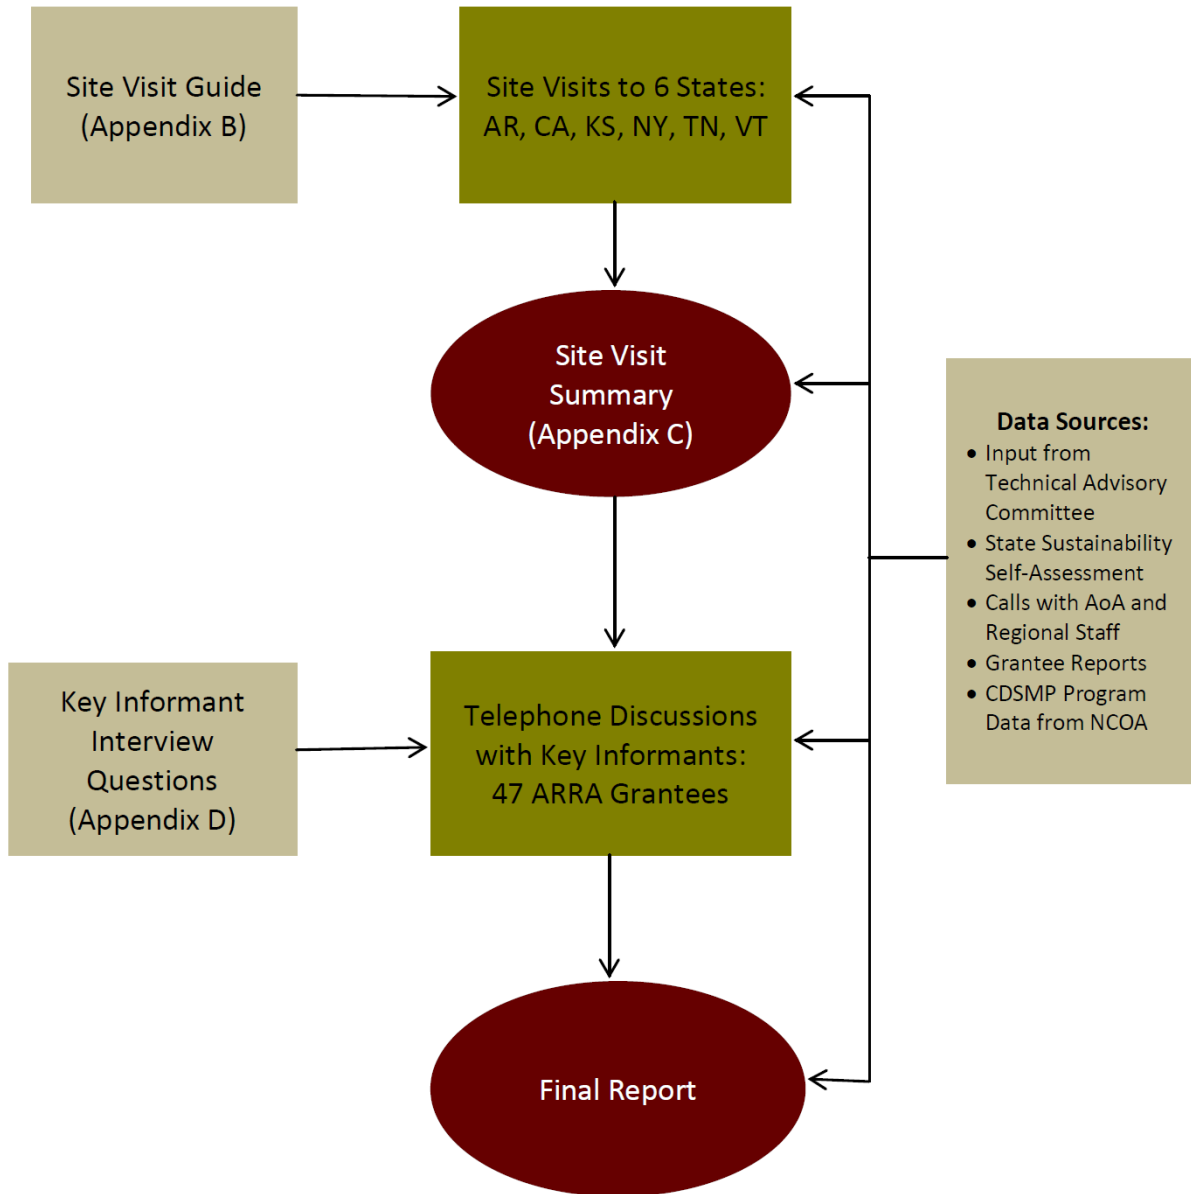 Site Visit Guide
(Appendix B)
Site Visits to 6 States:
AR, CA, KS, NY, TN, VT
Site Visit
Summary
(Appendix C)
Data Sources:
• Input from
Technical Advisory
Committee
• State Sustainability
Self-Assessment
• Calls with AoA and
Regional Staff
• Grantee Reports
• CDSMP Program
Data from NCOA
Key Informant
Interview
Questions
(Appendix D)
Telephone Discussions
with Key Informants:
47 ARRA Grantees
Final Report